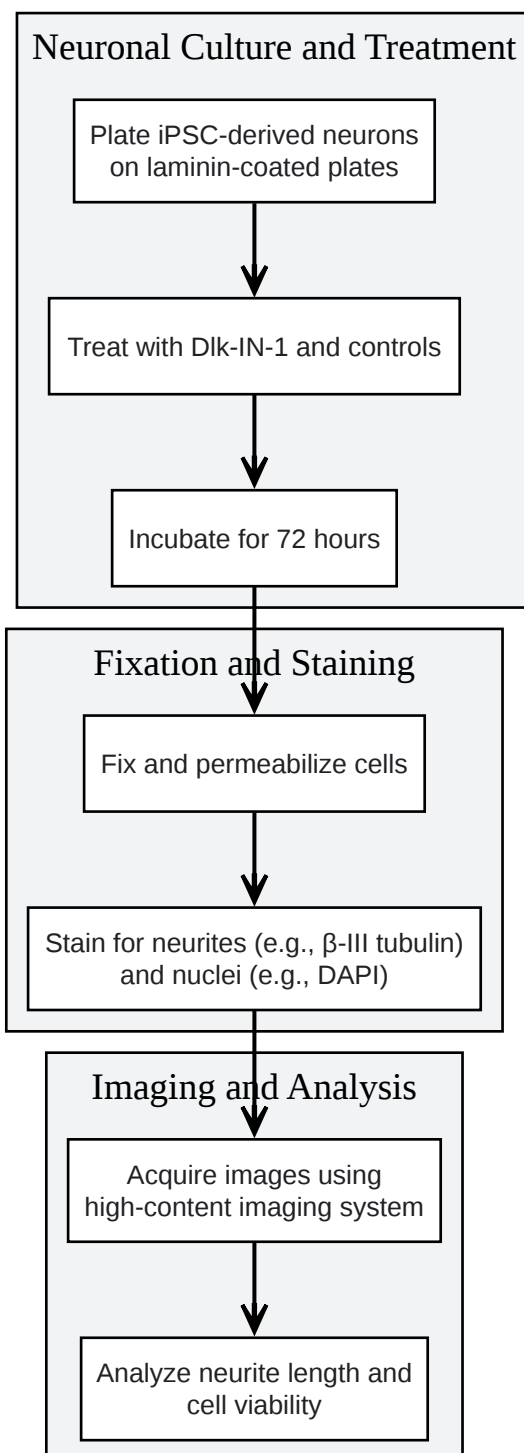 Neuronal Culture and Treatment
Plate iPSC-derived neurons
on laminin-coated plates
Treat with Dlk-IN-1 and controls
Incubate for 72 hours
Fixation and Staining
Fix and permeabilize cells
Stain for neurites (e.g., β-III tubulin)
and nuclei (e.g., DAPI)
Imaging and Analysis
Acquire images using
high-content imaging system
Analyze neurite length and
cell viability